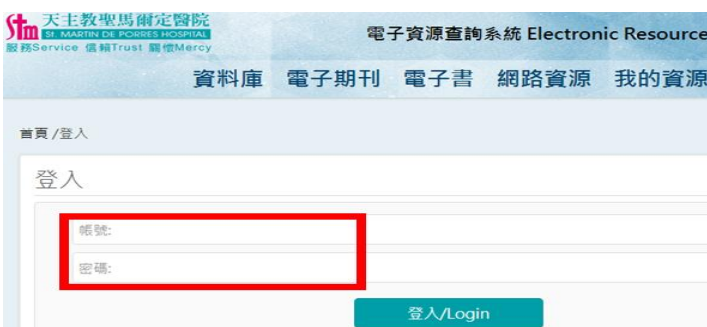 天主教聖馬爾定醫院
ST. MARTIN DE PORRES HOSPITAL
服務Service 信賴Trust 關懷Mercy
電子資源查詢系統 Electronic Resource
資料庫 電子期刊 電子書 網路資源 我的資源
首頁 /登入
登入
帳號:
密碼:
登入/Login